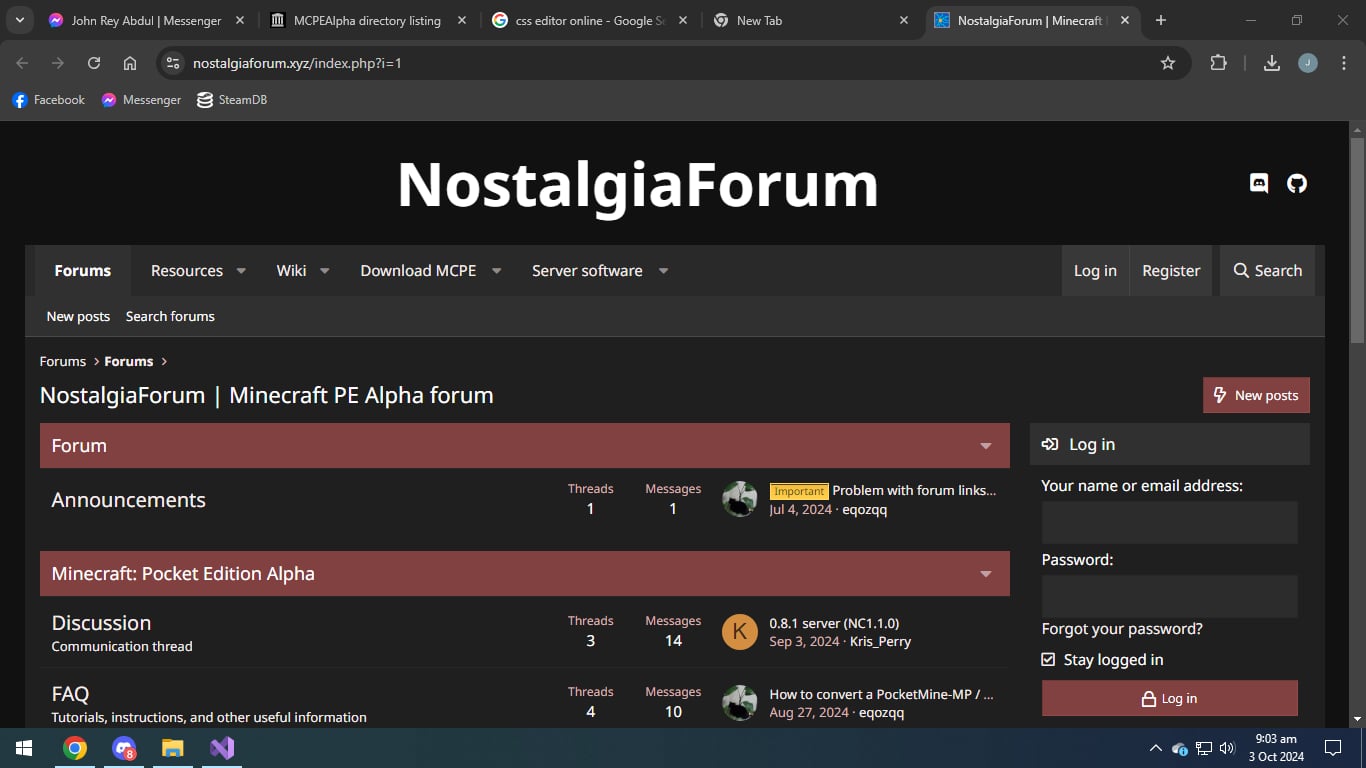 John Rey Abdul | Messenger
MCPEAlpha directory listing
css editor online - Google Se
New Tab
NostalgiaForum | Minecraft
nostalgiaforum.xyz/index.php?i=1
J
Facebook
Messenger
SteamDB
NostalgiaForum
Forums
Resources
Wiki
Download MCPE
Server software
Log in
Register
Search
New posts
Search forums
Forums > Forums >
NostalgiaForum | Minecraft PE Alpha forum
New posts
Forum
Announcements
Threads
1
Messages
1
Important Problem with forum links...
Jul 4, 2024 · eqozqq
Minecraft: Pocket Edition Alpha
Discussion
Communication thread
Threads
3
Messages
14
K
0.8.1 server (NC1.1.0)
Sep 3, 2024 · Kris_Perry
FAQ
Tutorials, instructions, and other useful information
Threads
4
Messages
10
How to convert a PocketMine-MP / ...
Aug 27, 2024 · eqozqq
Log in
Your name or email address:
Password:
Forgot your password?
Stay logged in
Log in
8
9:03 am
3 Oct 2024